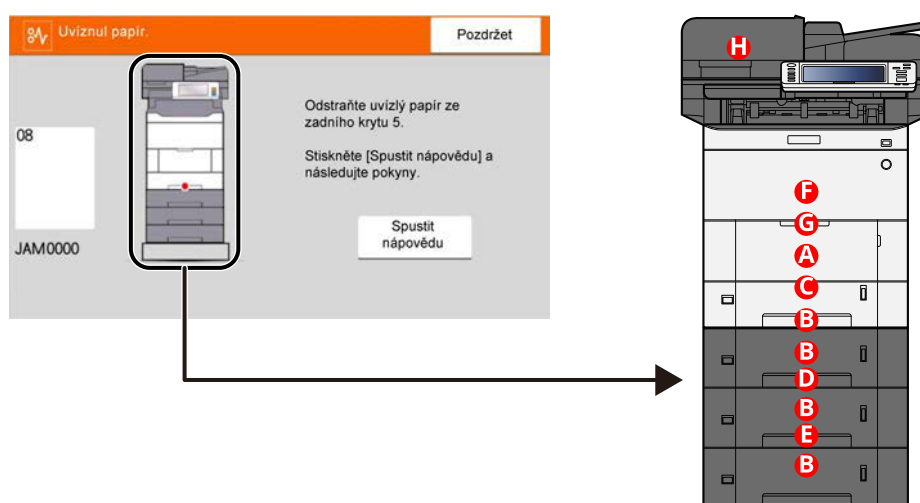 Uvíznul papír.
Pozdržet
08
JAM0000
Odstraňte uvízlý papír ze
zadního krytu 5.
Stiskněte [Spustit nápovědu] a
následujte pokyny.
Spustit
nápovědu
H
F
G
A
C
B
B
D
B
E
B